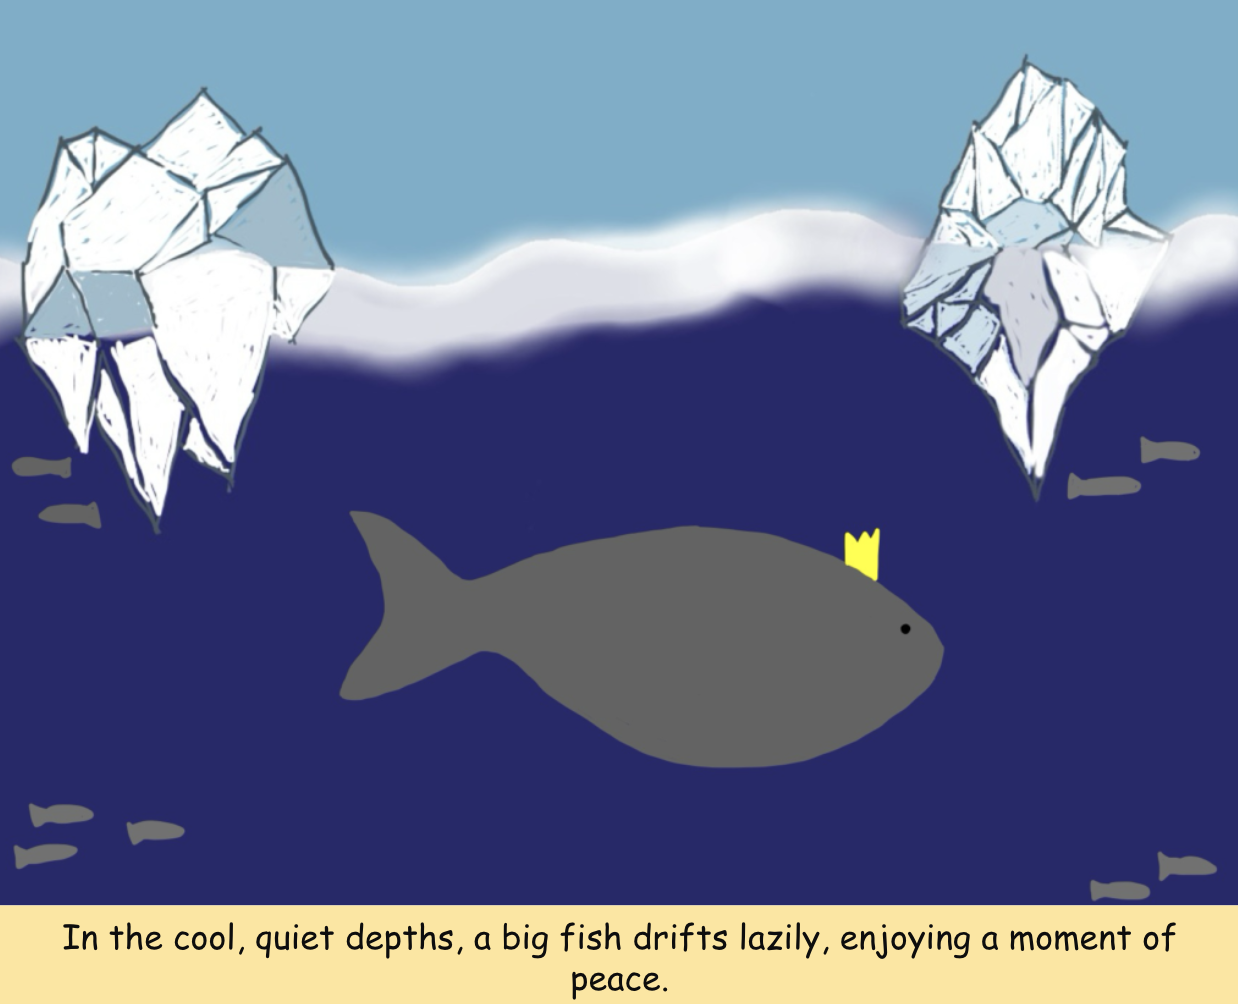 In the cool, quiet depths, a big fish drifts lazily, enjoying a moment of
peace.